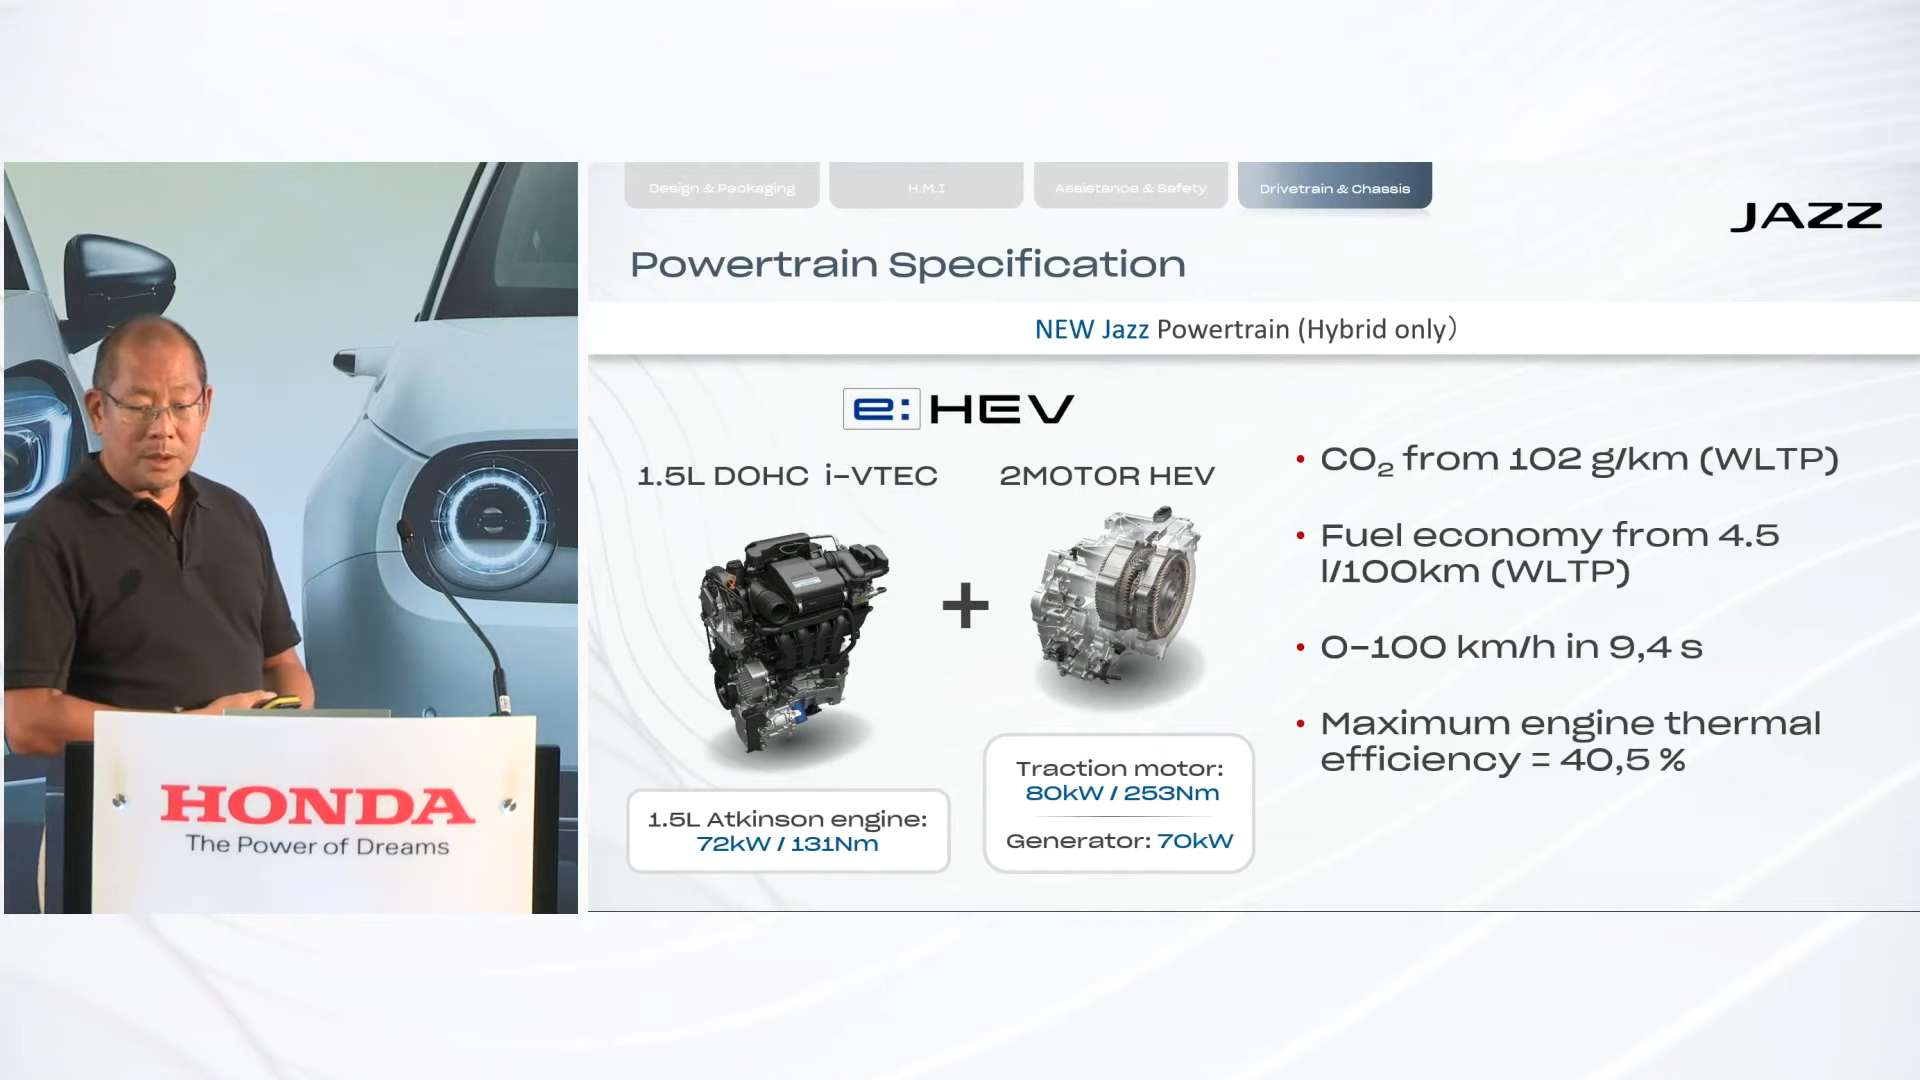 Design & Packaging
H.M.I
Assistance & Safety
Drivetrain & Chassis
JAZZ
Powertrain Specification
NEW Jazz Powertrain (Hybrid only)
e: HEV
1.5L DOHC i-VTEC
2MOTOR HEV
+
1.5L Atkinson engine:
72kW / 131Nm
Traction motor:
80kW / 253Nm
Generator: 70kW
• CO₂ from 102 g/km (WLTP)
• Fuel economy from 4.5
l/100km (WLTP)
• 0-100 km/h in 9,4 s
• Maximum engine thermal
efficiency = 40,5 %
HONDA
The Power of Dreams